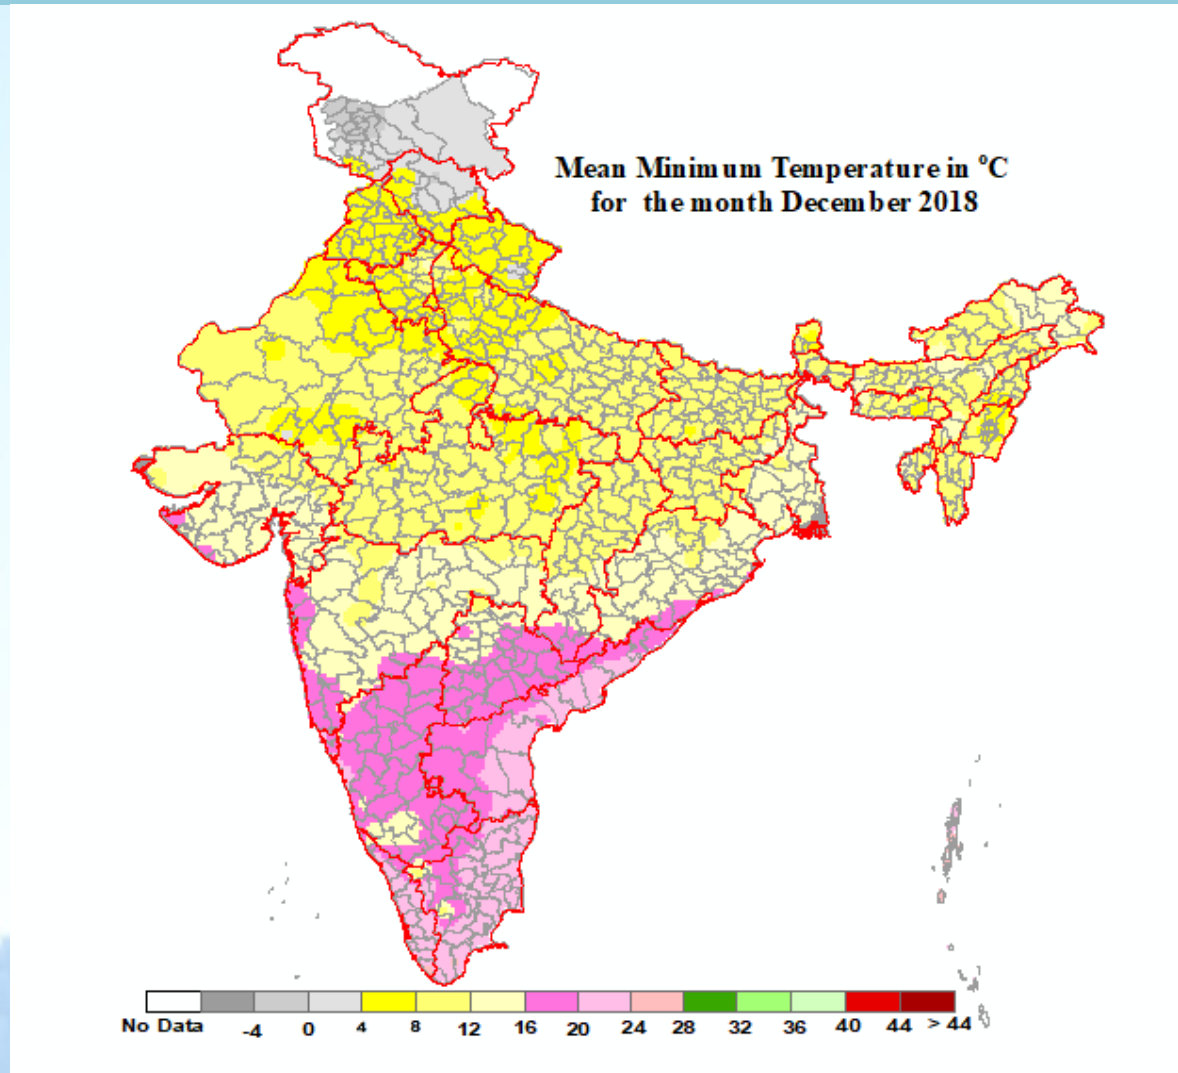 Mean Minimum Temperature in °C
for the month December 2018
No Data -4 0 4 8 12 16 20 24 28 32 36 40 44 > 44